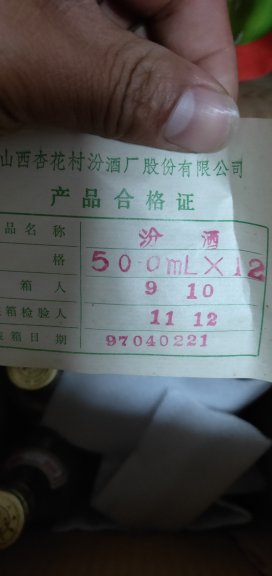 山西杏花村汾酒厂股份有限公司
产品合格证
品名称 汾酒
格 500mL×12
箱人 9 10
箱检验人 11 12
箱日期 97040221